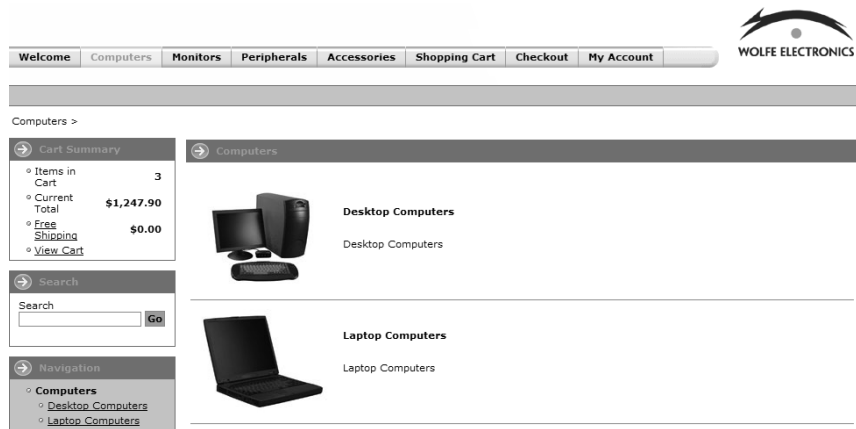 WOLFE ELECTRONICS
Welcome Computers Monitors Peripherals Accessories Shopping Cart Checkout My Account
Computers >
Cart Summary
Items in
Cart 3
Current
Total $1,247.90
Free
Shipping $0.00
View Cart
Search
Search
Go
Navigation
Computers
Desktop Computers
Laptop Computers
Computers
Desktop Computers
Desktop Computers
Laptop Computers
Laptop Computers